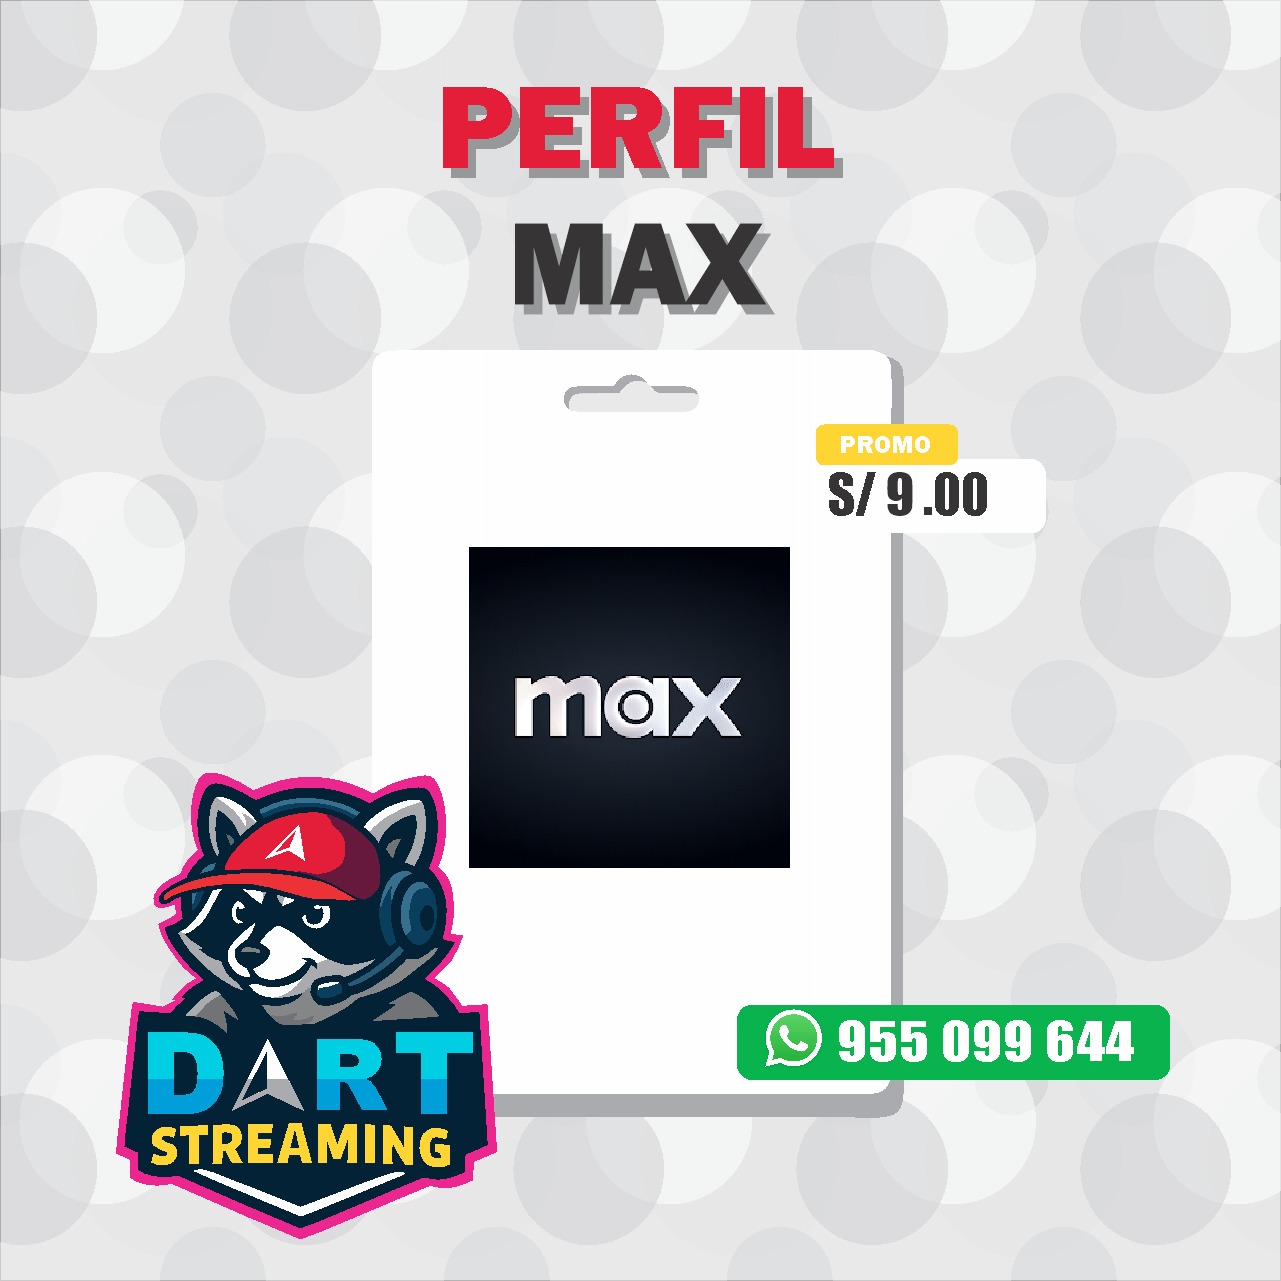 PERFIL
MAX
PROMO
S/ 9 .00
max
955 099 644
DART
STREAMING